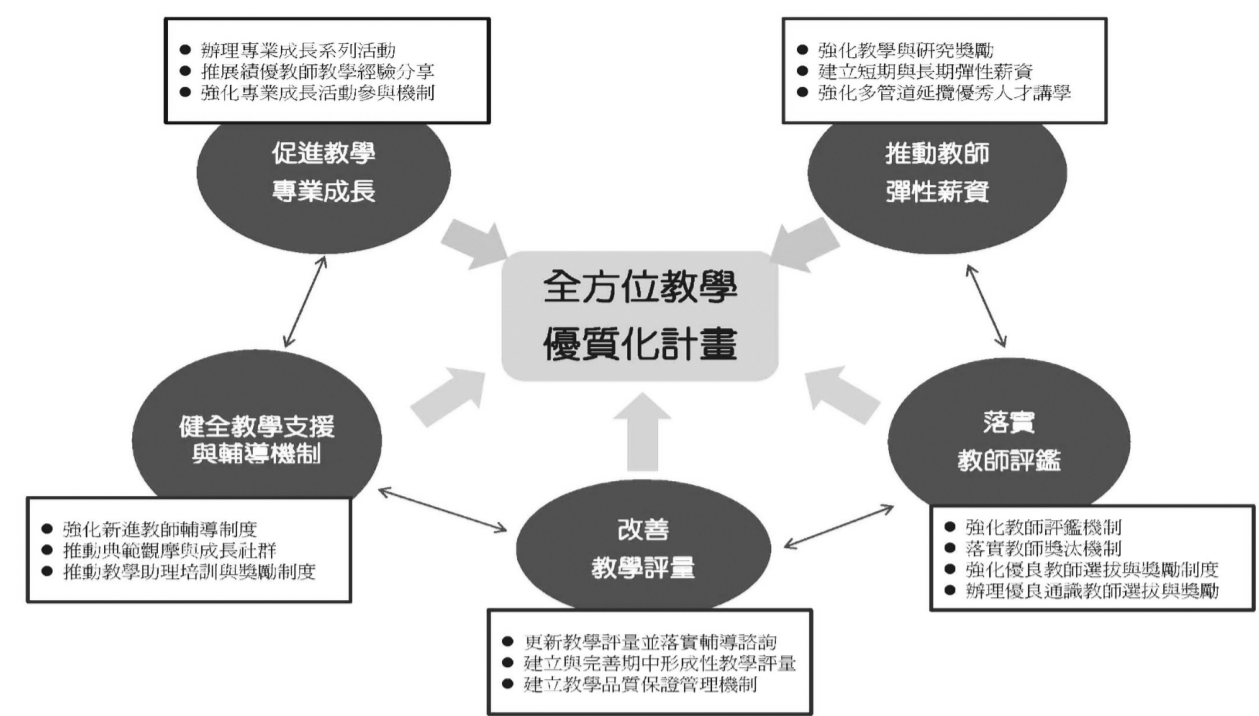 ● 辦理專業成長系列活動
● 推展績優教師教學經驗分享
● 強化專業成長活動參與機制
促進教學
專業成長
● 強化教學與研究獎勵
● 建立短期與長期彈性薪資
● 強化多管道延攬優秀人才講學
推動教師
彈性薪資
全方位教學
優質化計畫
健全教學支援
與輔導機制
● 強化新進教師輔導制度
● 推動典範觀摩與成長社群
● 推動教學助理培訓與獎勵制度
改善
教學評量
● 更新教學評量並落實輔導諮詢
● 建立與完善期中形成性教學評量
● 建立教學品質保證管理機制
落實
教師評鑑
● 強化教師評鑑機制
● 落實教師獎汰機制
● 強化優良教師選拔與獎勵制度
● 辦理優良通識教師選拔與獎勵